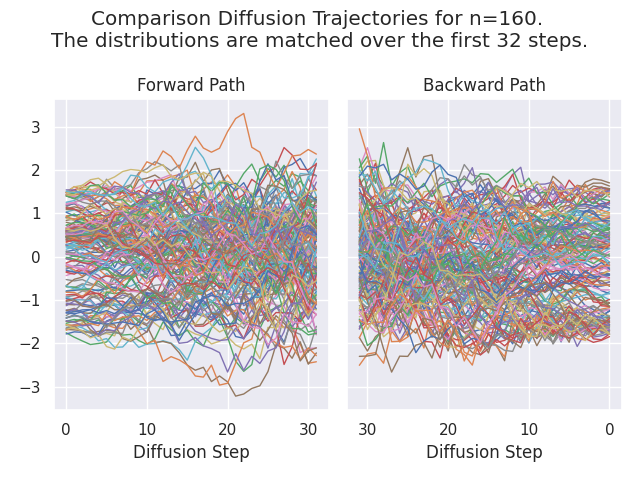 Comparison Diffusion Trajectories for n=160.
The distributions are matched over the first 32 steps.
Forward Path
Backward Path
3
2
1
0
−1
−2
−3
0 10 20 30
30 20 10 0
Diffusion Step
Diffusion Step